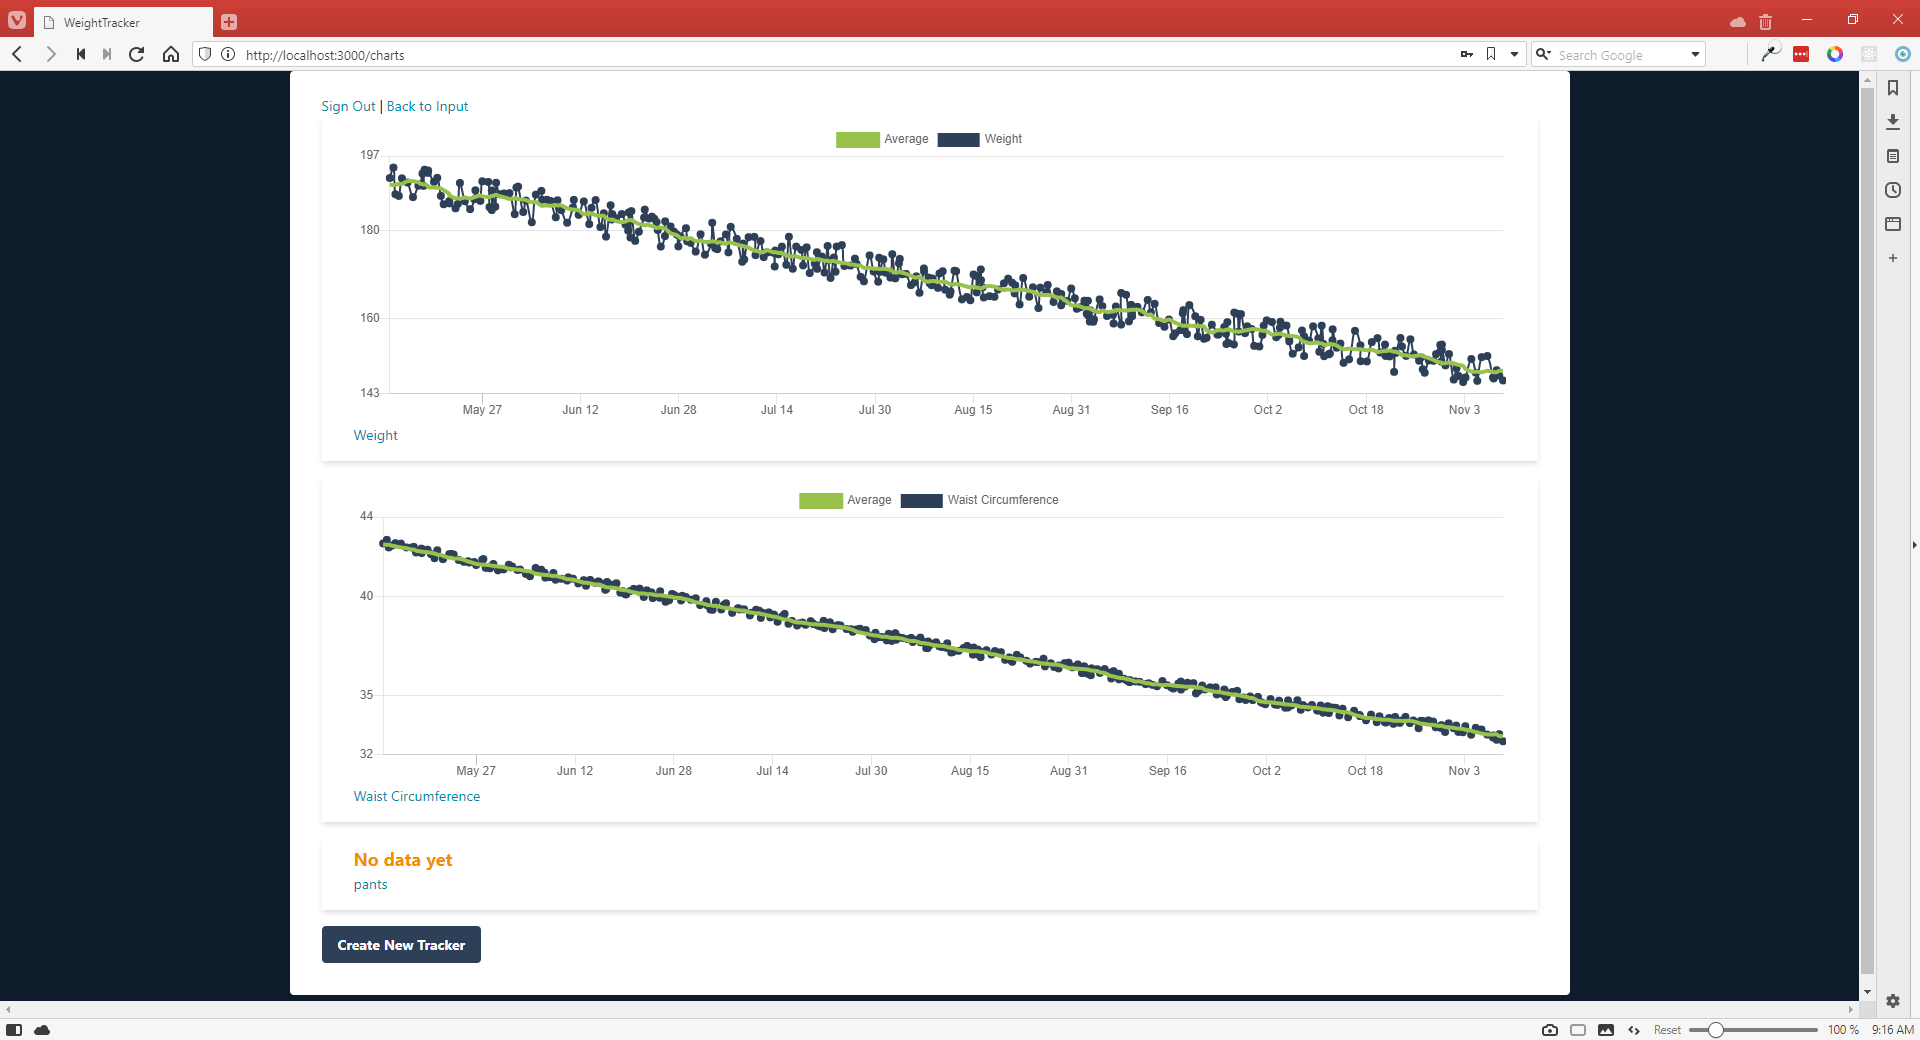 WeightTracker
http://localhost:3000/charts
Search Google
Sign Out | Back to Input
Average Weight
197
180
160
143
May 27 Jun 12 Jun 28 Jul 14 Jul 30 Aug 15 Aug 31 Sep 16 Oct 2 Oct 18 Nov 3
Weight
Average Waist Circumference
44
40
35
32
May 27 Jun 12 Jun 28 Jul 14 Jul 30 Aug 15 Aug 31 Sep 16 Oct 2 Oct 18 Nov 3
Waist Circumference
No data yet
pants
Create New Tracker
Reset 100 % 9:16 AM